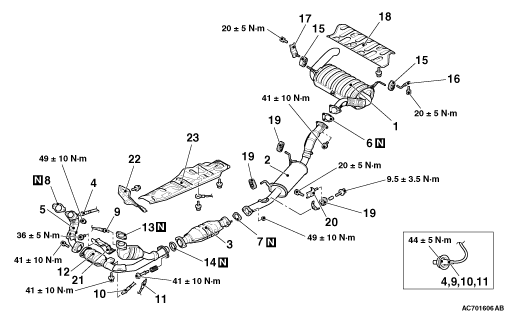 17
18
20 ± 5 N·m
15
15
16
41 ± 10 N·m
20 ± 5 N·m
1
6 N
19
23
22
2
49 ± 10 N·m
N 8
4
19
20 ± 5 N·m
9.5 ± 3.5 N·m
9
5
13 N
20
19
36 ± 5 N·m
3
7 N
49 ± 10 N·m
44 ± 5 N·m
41 ± 10 N·m
12
21
14 N
41 ± 10 N·m
4,9,10,11
41 ± 10 N·m
10
11
AC701606AB